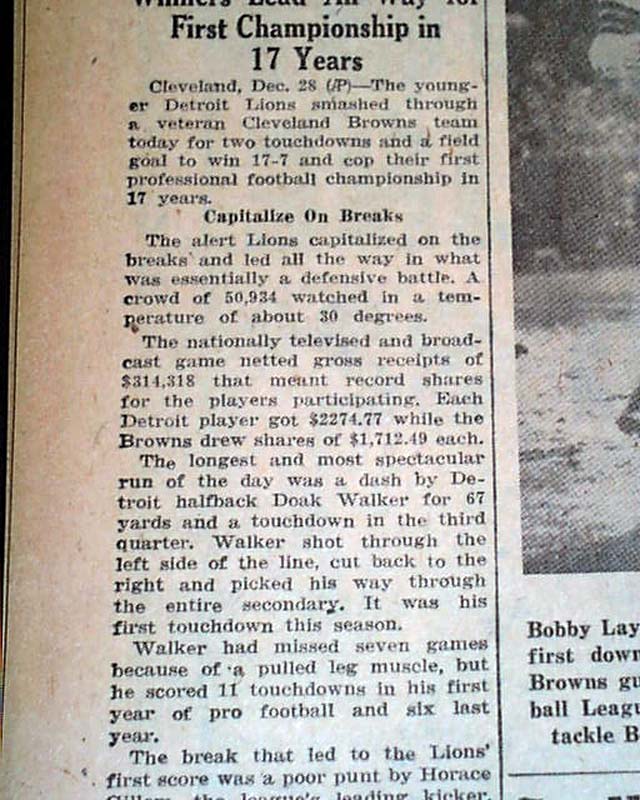 Winners Lead All Way for
First Championship in
17 Years
Cleveland, Dec. 28 (AP)—The young-
er Detroit Lions smashed through
a veteran Cleveland Browns team
today for two touchdowns and a field
goal to win 17-7 and cop their first
professional football championship in
17 years.
Capitalize On Breaks
The alert Lions capitalized on the
breaks and led all the way in what
was essentially a defensive battle. A
crowd of 50,934 watched in a tem-
perature of about 30 degrees.
The nationally televised and broad-
cast game netted gross receipts of
$314,318 that meant record shares
for the players participating. Each
Detroit player got $2274.77 while the
Browns drew shares of $1,712.49 each.
The longest and most spectacular
run of the day was a dash by De-
troit halfback Doak Walker for 67
yards and a touchdown in the third
quarter. Walker shot through the
left side of the line, cut back to the
right and picked his way through
the entire secondary. It was his
first touchdown this season.
Walker had missed seven games
because of a pulled leg muscle, but
he scored 11 touchdowns in his first
year of pro football and six last
year.
The break that led to the Lions'
first score was a poor punt by Horace
the league's leading kicker.
Bobby Lay
first down
Browns gu
ball Leagu
tackle B